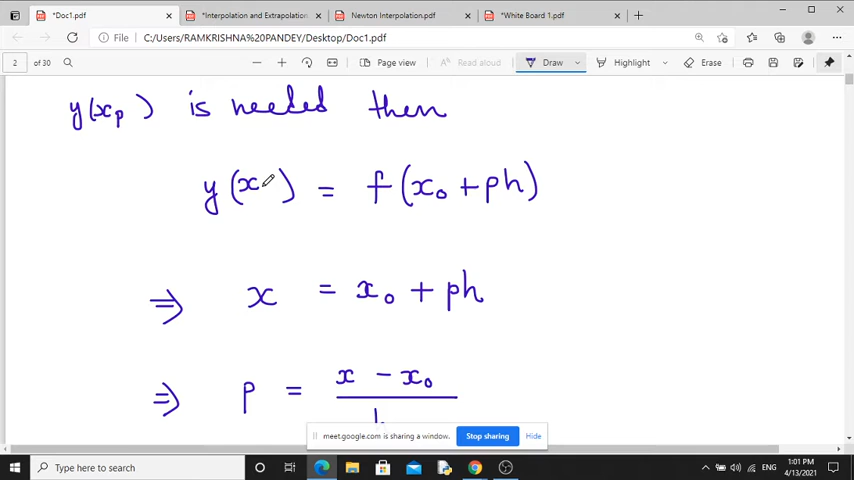 *Doc1.pdf
*Interpolation and Extrapolation
Newton Interpolation.pdf
*White Board 1.pdf
File C:/Users/RAMKRISHNA%20PANDEY/Desktop/Doc1.pdf
2 of 30 Page view Read aloud Draw Highlight Erase
y(xₚ) is needed then
y(x) = f(x₀ + ph)
⇒ x = x₀ + ph
⇒ p = x - x₀
meet.google.com is sharing a window. Stop sharing Hide
Type here to search
ENG
1:01 PM
4/13/2021